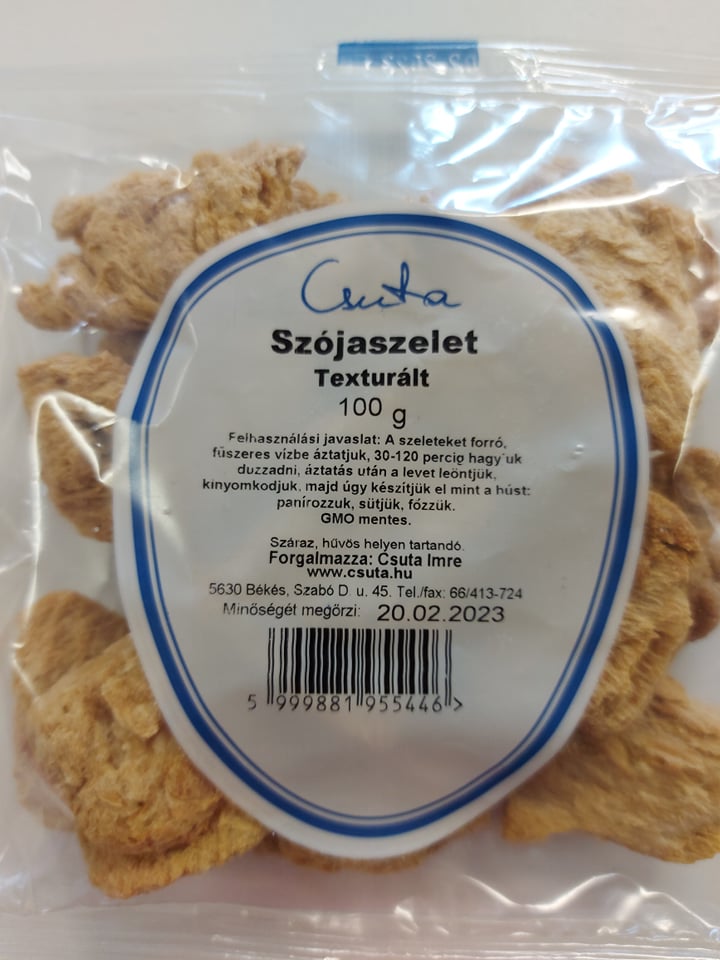 Csuta
Szójaszelet
Texturált
100 g
Felhasználási javaslat: A szeleteket forró,
fűszeres vízbe áztatjuk, 30-120 percig hagyjuk
duzzadni, áztatás után a levet leöntjük,
kinyomkodjuk, majd úgy készítjük el mint a húst:
panírozzuk, sütjük, főzzük.
GMO mentes.
Száraz, hűvös helyen tartandó.
Forgalmazza: Csuta Imre
www.csuta.hu
5630 Békés, Szabó D. u. 45. Tel./fax: 66/413-724
Minőségét megőrzi: 20.02.2023
5 999881 955446 >